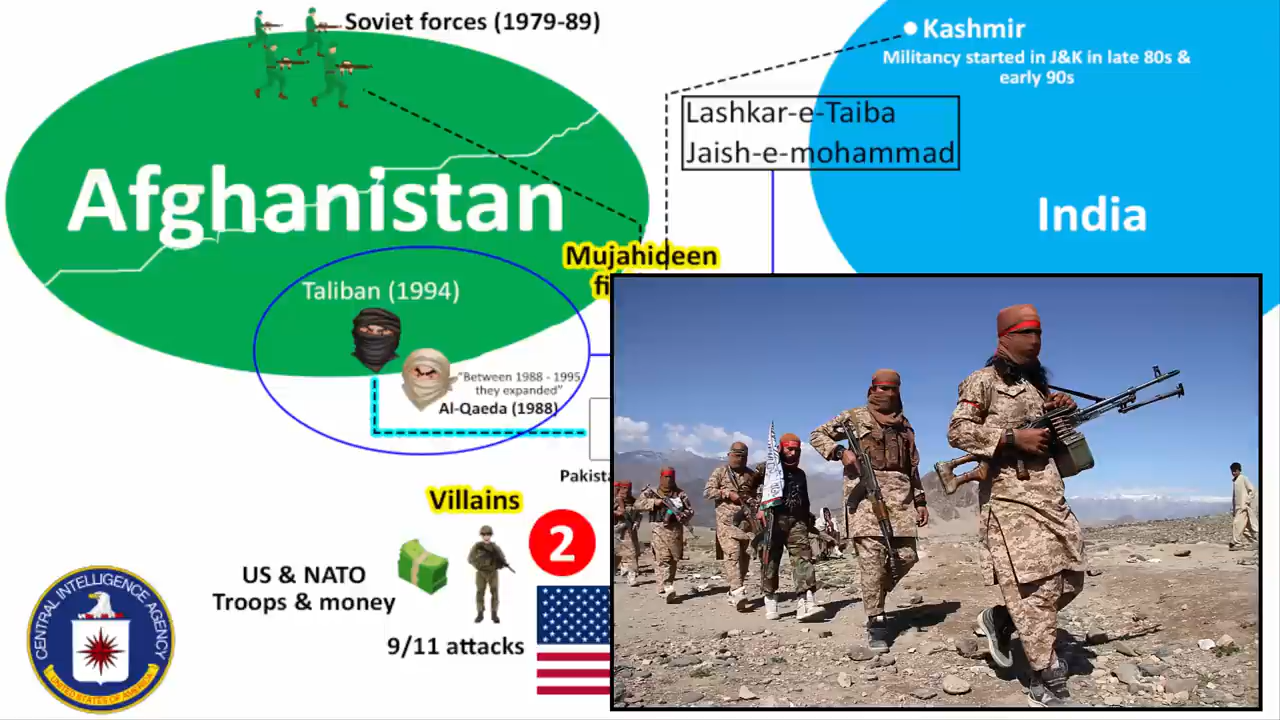 Soviet forces (1979-89)
Kashmir
Militancy started in J&K in late 80s &
early 90s
Lashkar-e-Taiba
Jaish-e-mohammad
Afghanistan
India
Mujahideen
fi
Taliban (1994)
"Between 1988 - 1995
they expanded"
Al-Qaeda (1988)
Pakista
Villains
2
US & NATO
Troops & money
9/11 attacks
CENTRAL INTELLIGENCE AGENCY
UNITED STATES OF AMERICA